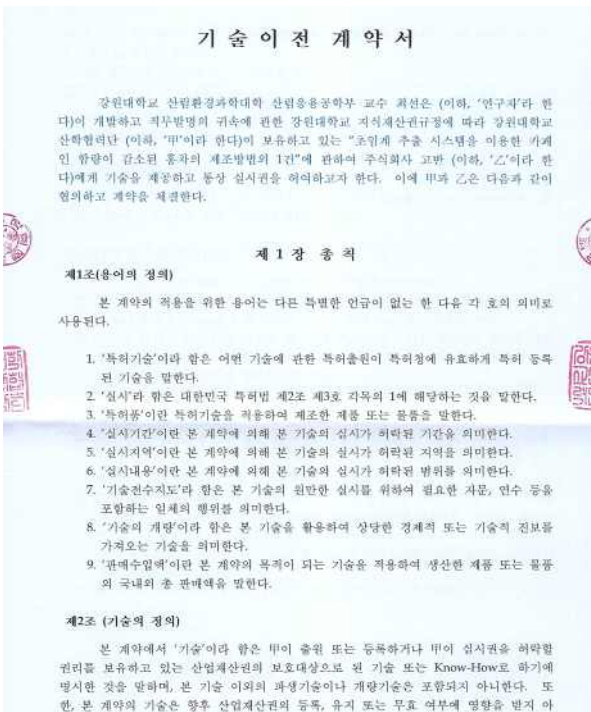 기 술 이 전 계 약 서
강원대학교 산림환경과학대학 산림응용공학부 교수 최선은 (이하, '연구자'라 한
다)이 개발하고 직무발명의 귀속에 관한 강원대학교 지식재산권규정에 따라 강원대학교
산학협력단 (이하, '甲'이라 한다)이 보유하고 있는 "초임계 추출 시스템을 이용한 카페
인 함량이 감소된 홍차의 제조방법외 1건"에 관하여 주식회사 교반 (이하, '乙'이라 한
다)에게 기술을 제공하고 통상 실시권을 허여하고자 한다. 이에 甲과 乙은 다음과 같이
협의하고 계약을 체결한다.
제 1 장 총 칙
제1조(용어의 정의)
본 계약의 적용을 위한 용어는 다른 특별한 언급이 없는 한 다음 각 호의 의미로
사용된다.
1. '특허기술'이라 함은 어떤 기술에 관한 특허출원이 특허청에 유효하게 특허 등록
된 기술을 말한다.
2. '실시'라 함은 대한민국 특허법 제2조 제3호 각목의 1에 해당하는 것을 말한다.
3. '특허품'이란 특허기술을 적용하여 제조한 제품 또는 물품을 말한다.
4. '실시기간'이란 본 계약에 의해 본 기술의 실시가 허락된 기간을 의미한다.
5. '실시지역'이란 본 계약에 의해 본 기술의 실시가 허락된 지역을 의미한다.
6. '실시내용'이란 본 계약에 의해 본 기술의 실시가 허락된 범위를 의미한다.
7. '기술전수지도'라 함은 본 기술의 원만한 실시를 위하여 필요한 자문, 연수 등을
포함하는 일체의 행위를 의미한다.
8. '기술의 개량'이라 함은 본 기술을 활용하여 상당한 경제적 또는 기술적 진보를
가져오는 기술을 의미한다.
9. '판매수입액'이란 본 계약의 목적이 되는 기술을 적용하여 생산한 제품 또는 물품
의 국내외 총 판매액을 말한다.
제2조 (기술의 정의)
본 계약에서 '기술'이라 함은 甲이 출원 또는 등록하거나 甲이 실시권을 허락할
권리를 보유하고 있는 산업재산권의 보호대상으로 된 기술 또는 Know-How로 하기에
명시한 것을 말하며, 본 기술 이외의 파생기술이나 개량기술은 포함되지 아니한다. 또
한, 본 계약의 기술은 향후 산업재산권의 등록, 유지 또는 무효 여부에 영향을 받지 아